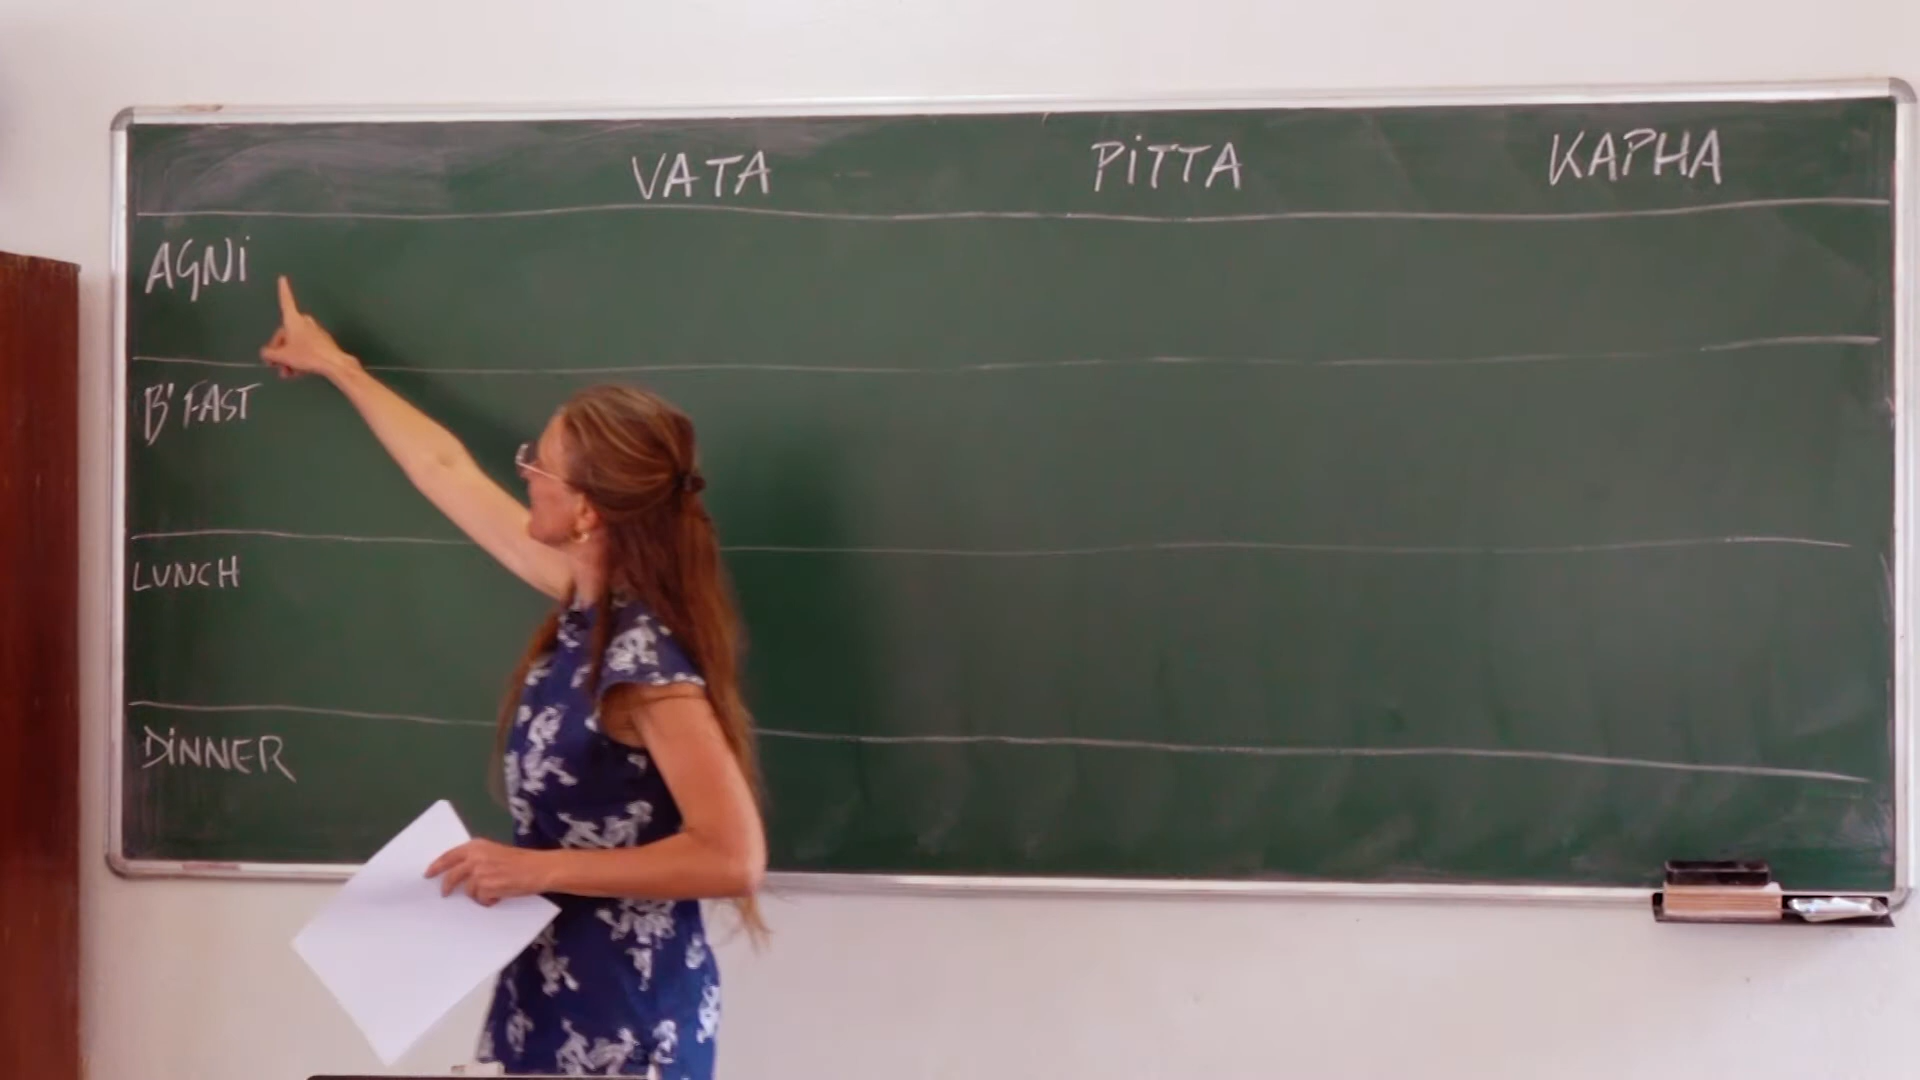 VATA PiTTA KAPHA
AGNi
B' FAST
LUNCH
DiNNER